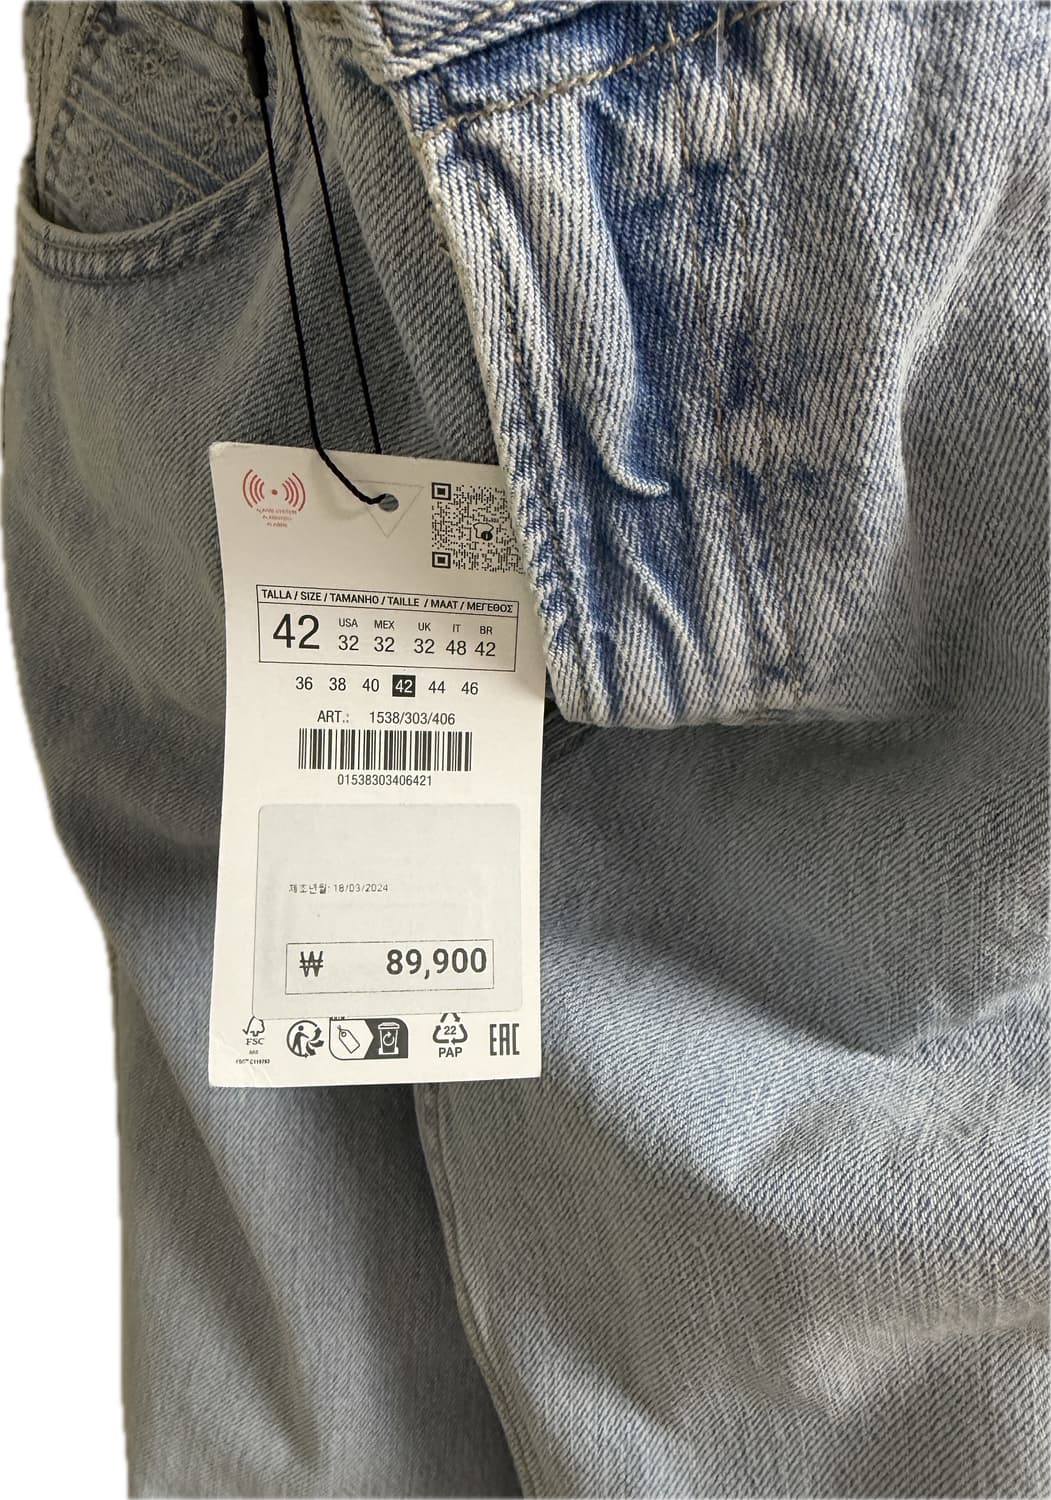 TALLA / SIZE / TAMANHO / TAILLE / MAAT / ΜΕΓΕΘΟΣ
42 USA 32 MEX 32 UK 32 IT 48 BR 42
36 38 40 42 44 46
ART.: 1538/303/406
01538303406421
제조년월: 18/03/2024
₩ 89,900
FSC
22
PAP
EAC